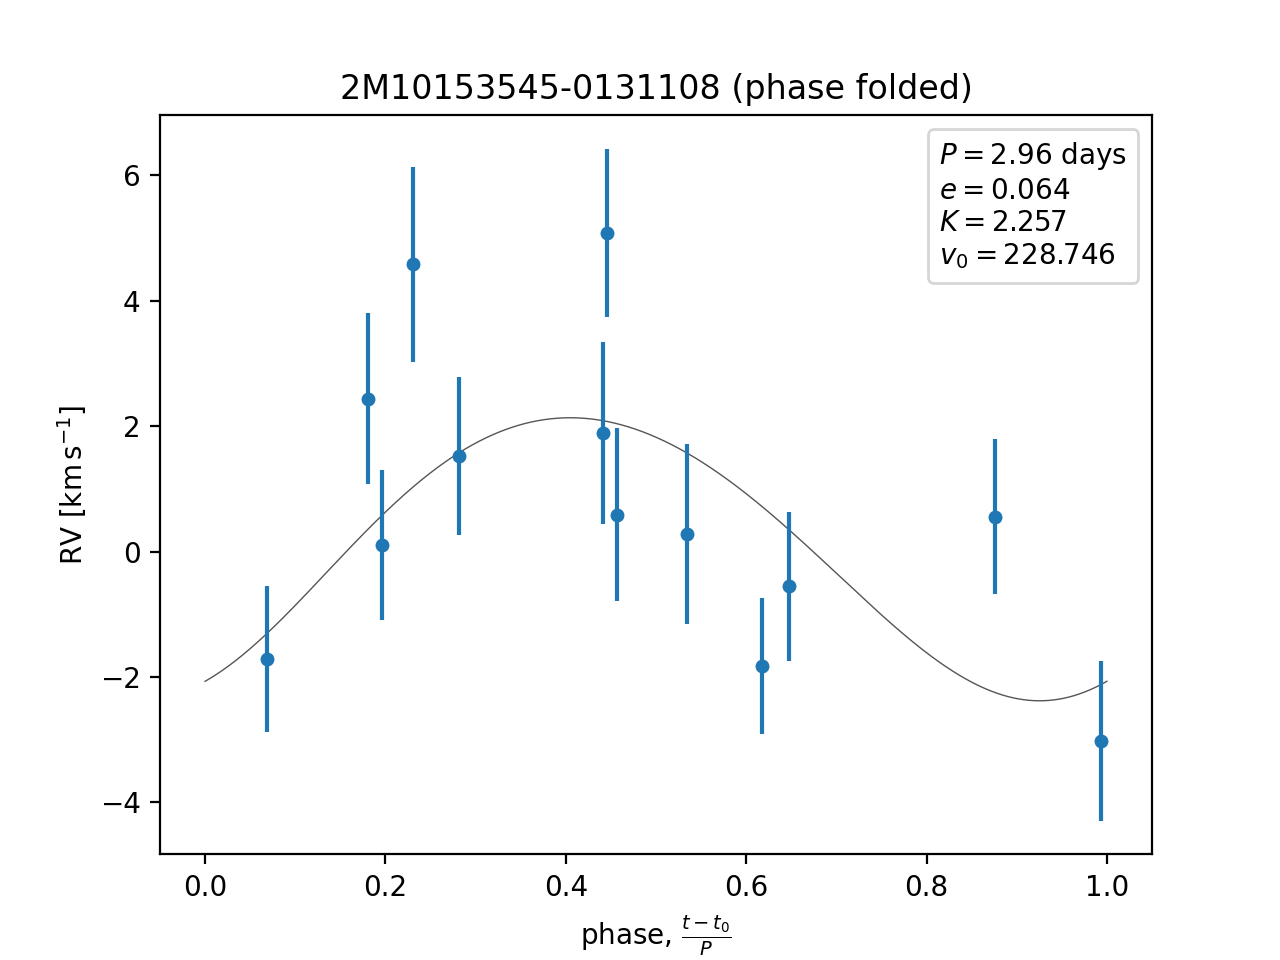 2M10153545-0131108 (phase folded)
P = 2.96 days
e = 0.064
K = 2.257
v₀ = 228.746
6
4
2
0
−2
−4
RV [km s⁻¹]
0.0 0.2 0.4 0.6 0.8 1.0
phase, (t − t₀)/P